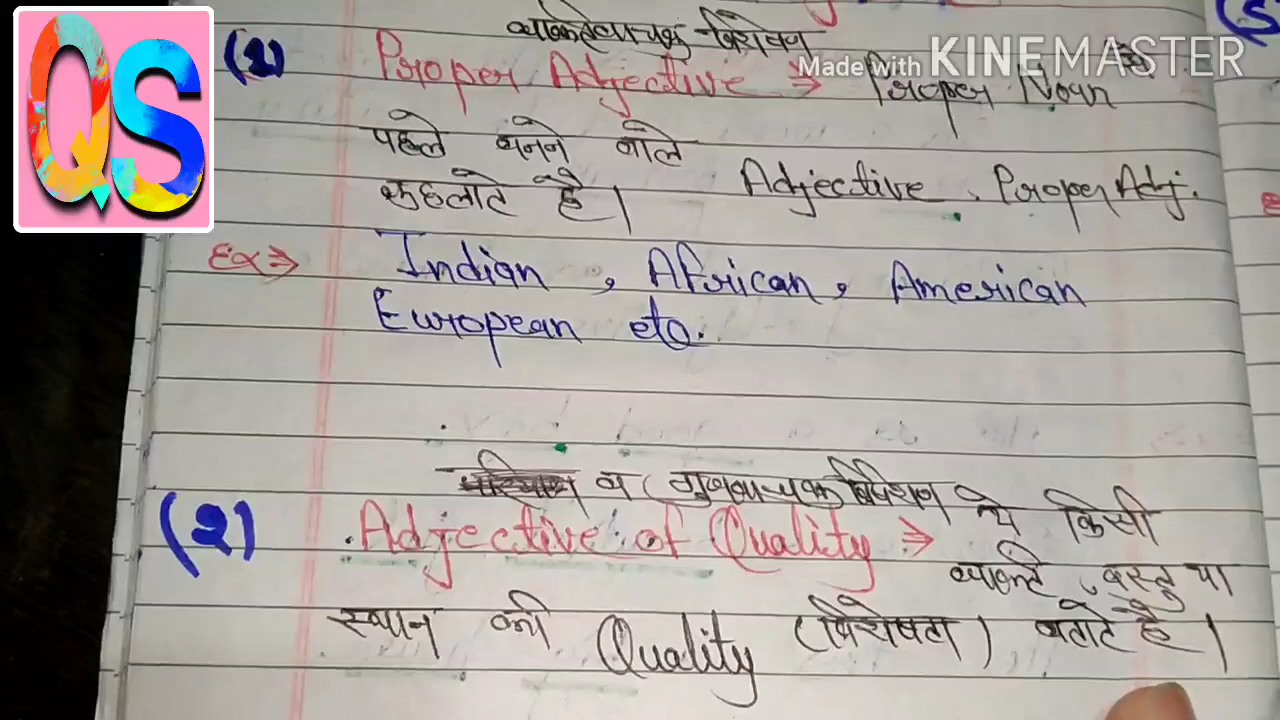 QS
Made with KINEMASTER
व्यक्तिवाचक विशेषण
(1) Proper Adjective ⇒ Proper Noun से
पहले बनने वाले
Adjective Proper Adj.
कहलाते है।
Ex⇒ Indian, African, American
European etc.
व (गुणवाचक विशेषण
(2) Adjective of Quality ⇒ ये किसी
व्यक्ति, वस्तु या
स्थान की Quality (विशेषता) बताते है।